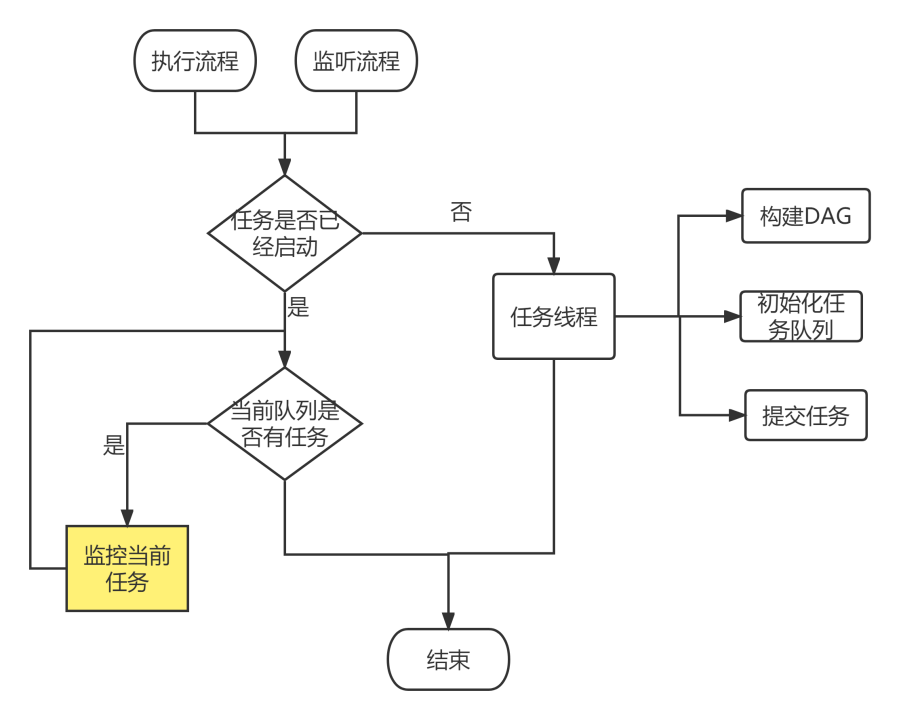 执行流程
监听流程
任务是否已
经启动
否
构建DAG
是
任务线程
初始化任
务队列
当前队列是
否有任务
提交任务
是
监控当前
任务
结束